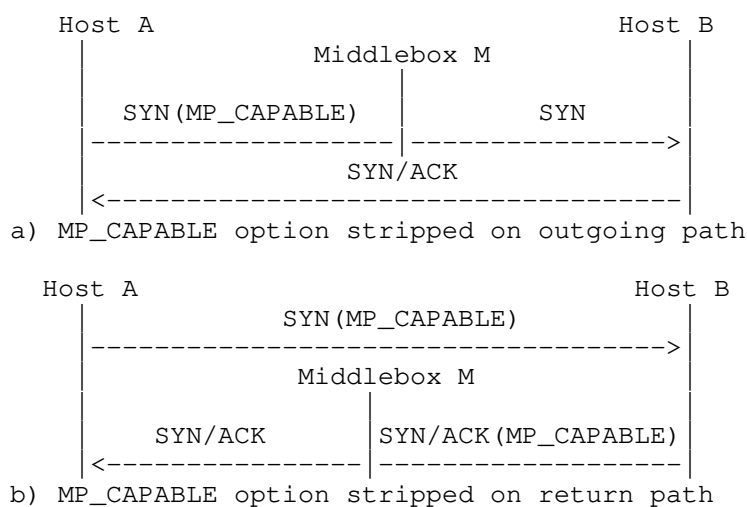 Host A Host B
Middlebox M
SYN(MP_CAPABLE) SYN
SYN/ACK
a) MP_CAPABLE option stripped on outgoing path
Host A Host B
SYN(MP_CAPABLE)
Middlebox M
SYN/ACK SYN/ACK(MP_CAPABLE)
b) MP_CAPABLE option stripped on return path